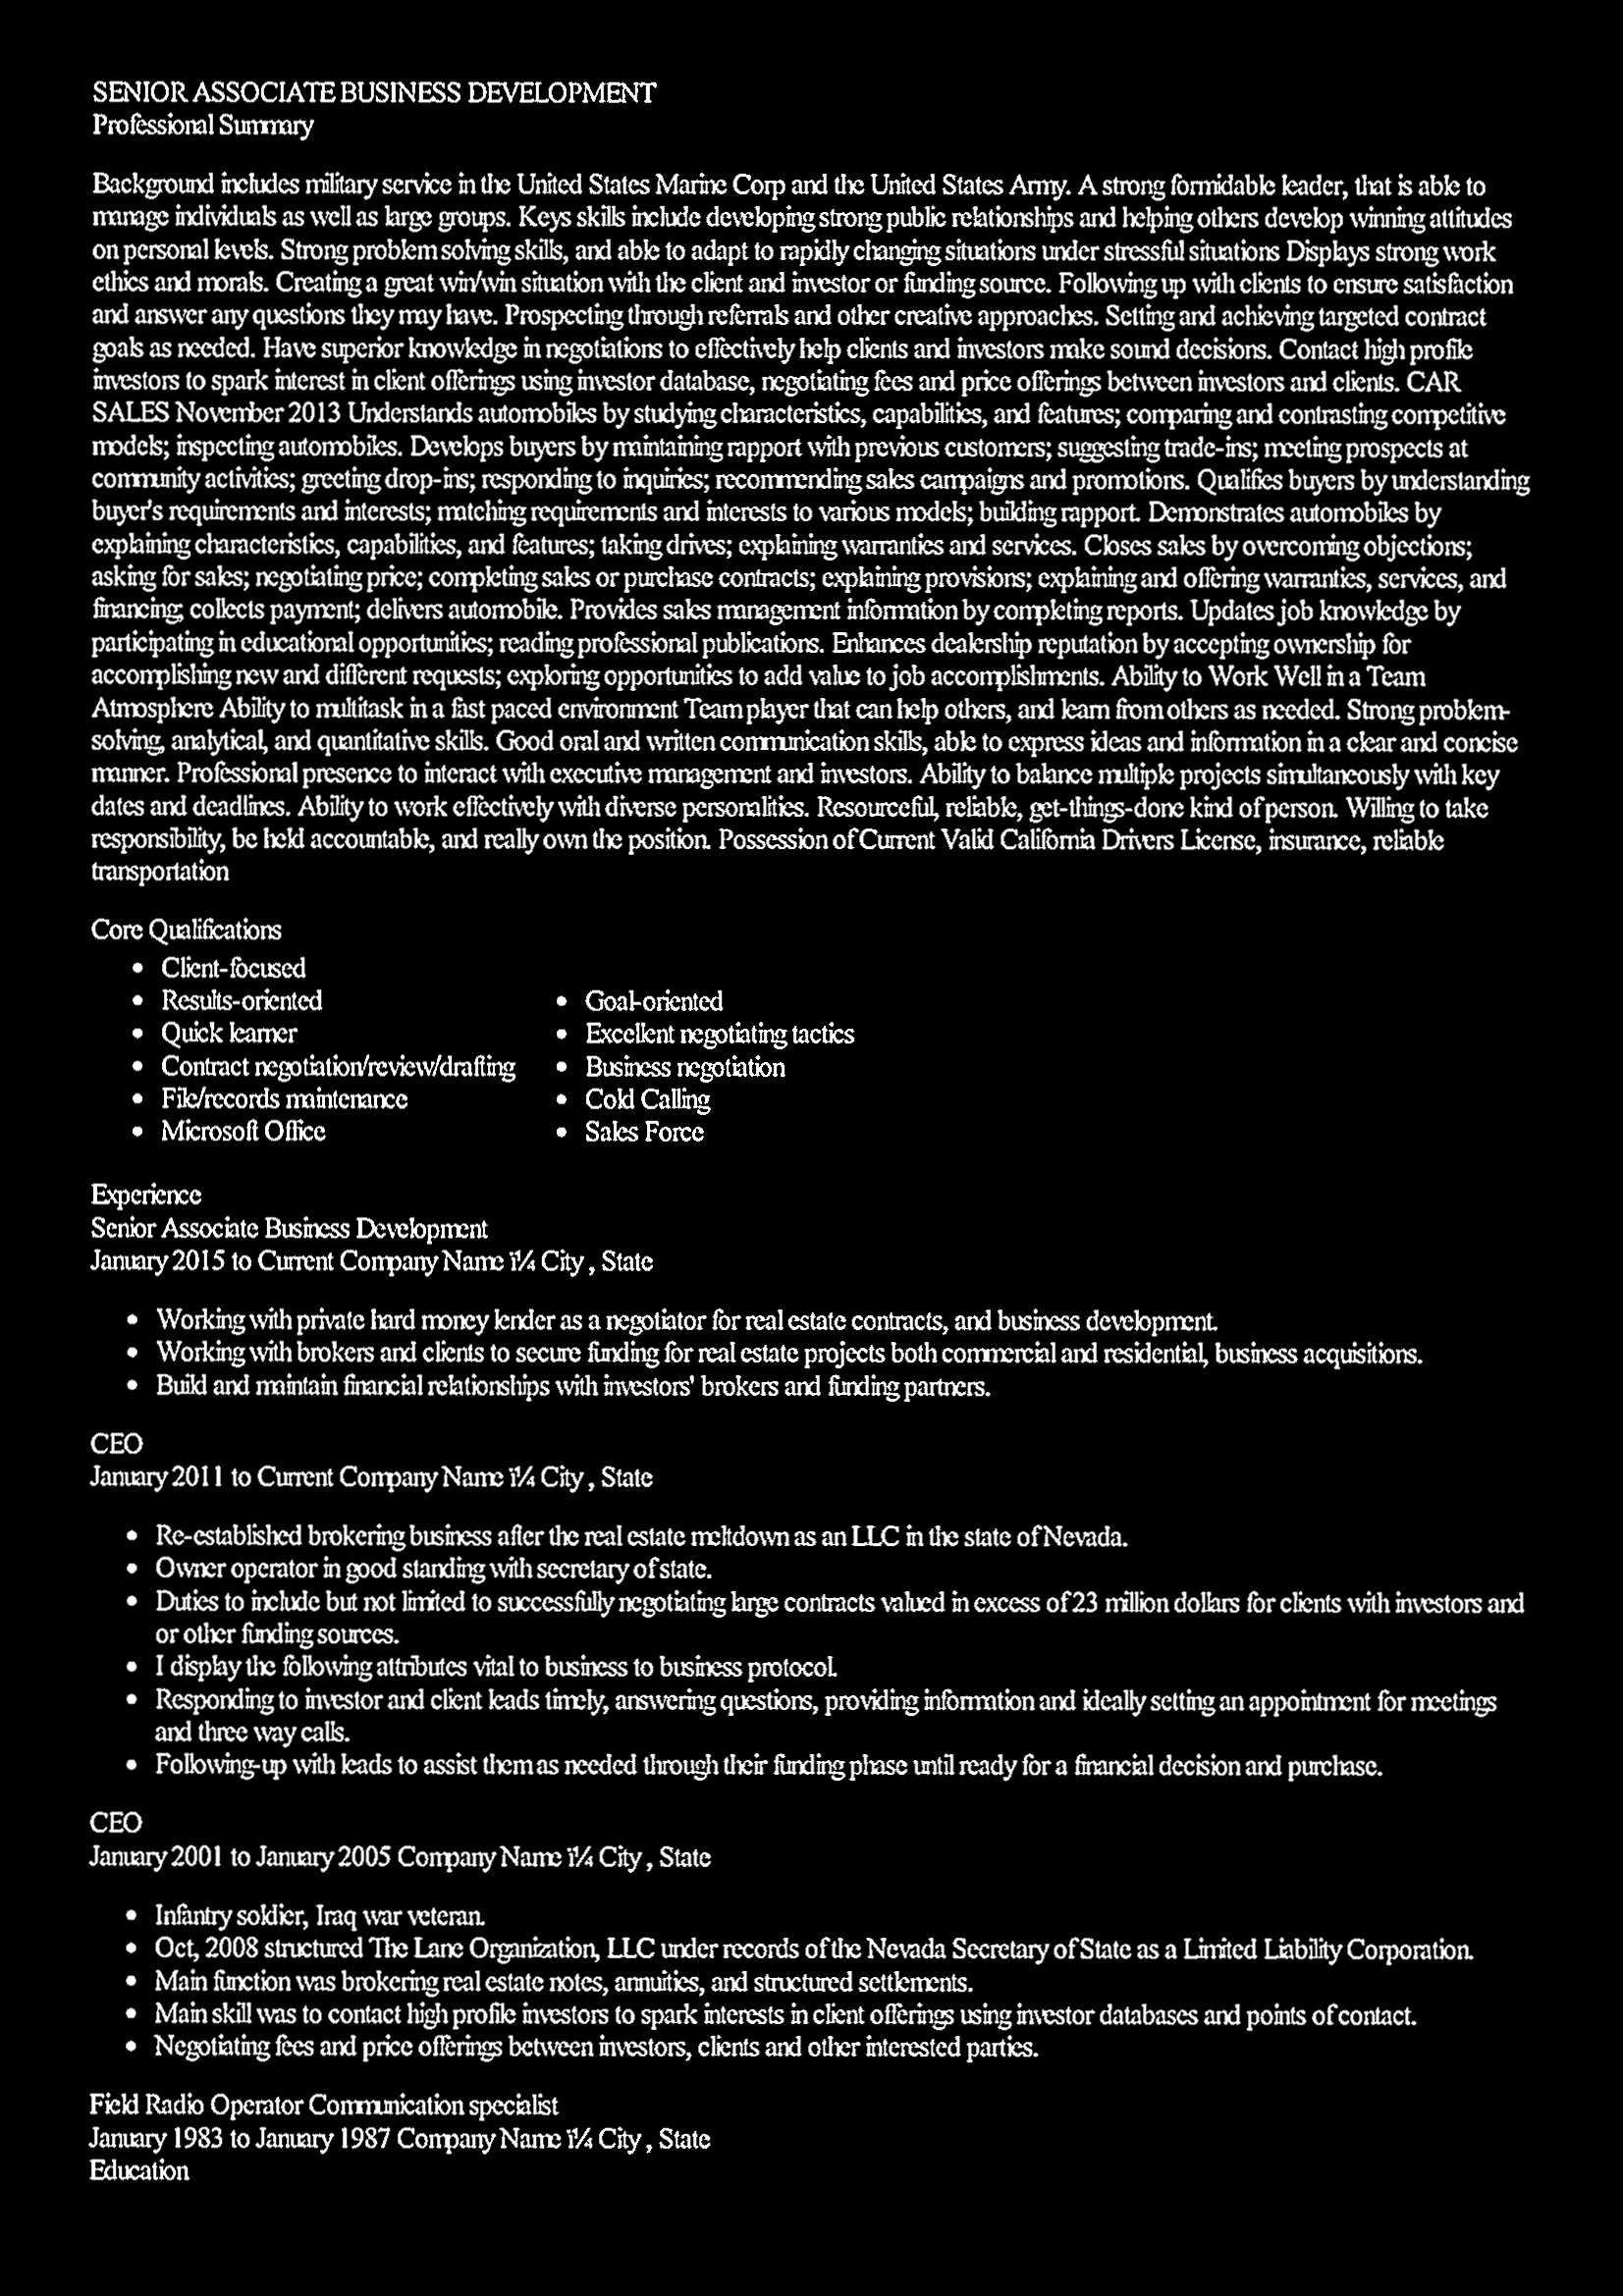 SENIOR ASSOCIATE BUSINESS DEVELOPMENT
Professional Summary
Background includes military service in the United States Marine Corp and the United States Army. A strong formidable leader, that is able to
manage individuals as well as large groups. Keys skills include developing strong public relationships and helping others develop winning attitudes
on personal levels. Strong problem solving skills, and able to adapt to rapidly changing situations under stressful situations Displays strong work
ethics and morals. Creating a great win/win situation with the client and investor or funding source. Following up with clients to ensure satisfaction
and answer any questions they may have. Prospecting through referrals and other creative approaches. Setting and achieving targeted contract
goals as needed. Have superior knowledge in negotiations to effectively help clients and investors make sound decisions. Contact high profile
investors to spark interest in client offerings using investor database, negotiating fees and price offerings between investors and clients. CAR
SALES November 2013 Understands automobiles by studying characteristics, capabilities, and features; comparing and contrasting competitive
models; inspecting automobiles. Develops buyers by maintaining rapport with previous customers; suggesting trade-ins; meeting prospects at
community activities; greeting drop-ins; responding to inquiries; recommending sales campaigns and promotions. Qualifies buyers by understanding
buyer's requirements and interests; matching requirements and interests to various models; building rapport. Demonstrates automobiles by
explaining characteristics, capabilities, and features; taking drives; explaining warranties and services. Closes sales by overcoming objections;
asking for sales; negotiating price; completing sales or purchase contracts; explaining provisions; explaining and offering warranties, services, and
financing; collects payment; delivers automobile. Provides sales management information by completing reports. Updates job knowledge by
participating in educational opportunities; reading professional publications. Enhances dealership reputation by accepting ownership for
accomplishing new and different requests; exploring opportunities to add value to job accomplishments. Ability to Work Well in a Team
Atmosphere Ability to multitask in a fast paced environment Team player that can help others, and learn from others as needed. Strong problem-
solving, analytical, and quantitative skills. Good oral and written communication skills, able to express ideas and information in a clear and concise
manner. Professional presence to interact with executive management and investors. Ability to balance multiple projects simultaneously with key
dates and deadlines. Ability to work effectively with diverse personalities. Resourceful, reliable, get-things-done kind of person. Willing to take
responsibility, be held accountable, and really own the position. Possession of Current Valid California Drivers License, insurance, reliable
transportation
Core Qualifications
• Client-focused
• Results-oriented
• Quick learner
• Contract negotiation/review/drafting
• File/records maintenance
• Microsoft Office
• Goal-oriented
• Excellent negotiating tactics
• Business negotiation
• Cold Calling
• Sales Force
Experience
Senior Associate Business Development
January 2015 to Current Company Name ï¼ City , State
• Working with private hard money lender as a negotiator for real estate contracts, and business development.
• Working with brokers and clients to secure funding for real estate projects both commercial and residential, business acquisitions.
• Build and maintain financial relationships with investors' brokers and funding partners.
CEO
January 2011 to Current Company Name ï¼ City , State
• Re-established brokering business after the real estate meltdown as an LLC in the state of Nevada.
• Owner operator in good standing with secretary of state.
• Duties to include but not limited to successfully negotiating large contracts valued in excess of 23 million dollars for clients with investors and
or other funding sources.
• I display the following attributes vital to business to business protocol.
• Responding to investor and client leads timely, answering questions, providing information and ideally setting an appointment for meetings
and three way calls.
• Following-up with leads to assist them as needed through their funding phase until ready for a financial decision and purchase.
CEO
January 2001 to January 2005 Company Name ï¼ City , State
• Infantry soldier, Iraq war veteran.
• Oct, 2008 structured The Lane Organization, LLC under records of the Nevada Secretary of State as a Limited Liability Corporation.
• Main function was brokering real estate notes, annuities, and structured settlements.
• Main skill was to contact high profile investors to spark interests in client offerings using investor databases and points of contact.
• Negotiating fees and price offerings between investors, clients and other interested parties.
Field Radio Operator Communication specialist
January 1983 to January 1987 Company Name ï¼ City , State
Education